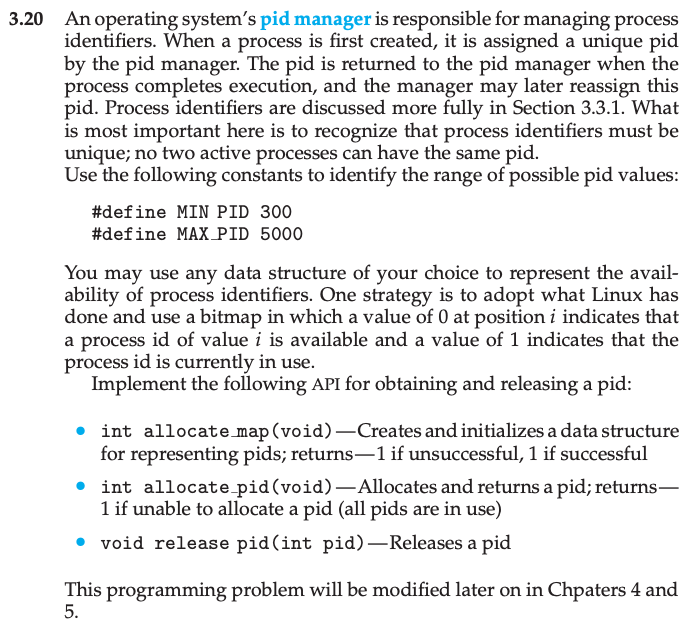 3.20 An operating system's pid manager is responsible for managing process
identifiers. When a process is first created, it is assigned a unique pid
by the pid manager. The pid is returned to the pid manager when the
process completes execution, and the manager may later reassign this
pid. Process identifiers are discussed more fully in Section 3.3.1. What
is most important here is to recognize that process identifiers must be
unique; no two active processes can have the same pid.
Use the following constants to identify the range of possible pid values:
#define MIN PID 300
#define MAX_PID 5000
You may use any data structure of your choice to represent the avail-
ability of process identifiers. One strategy is to adopt what Linux has
done and use a bitmap in which a value of 0 at position i indicates that
a process id of value i is available and a value of 1 indicates that the
process id is currently in use.
Implement the following API for obtaining and releasing a pid:
• int allocate_map(void)—Creates and initializes a data structure
for representing pids; returns—1 if unsuccessful, 1 if successful
• int allocate_pid(void)—Allocates and returns a pid; returns—
1 if unable to allocate a pid (all pids are in use)
• void release pid(int pid)—Releases a pid
This programming problem will be modified later on in Chpaters 4 and
5.